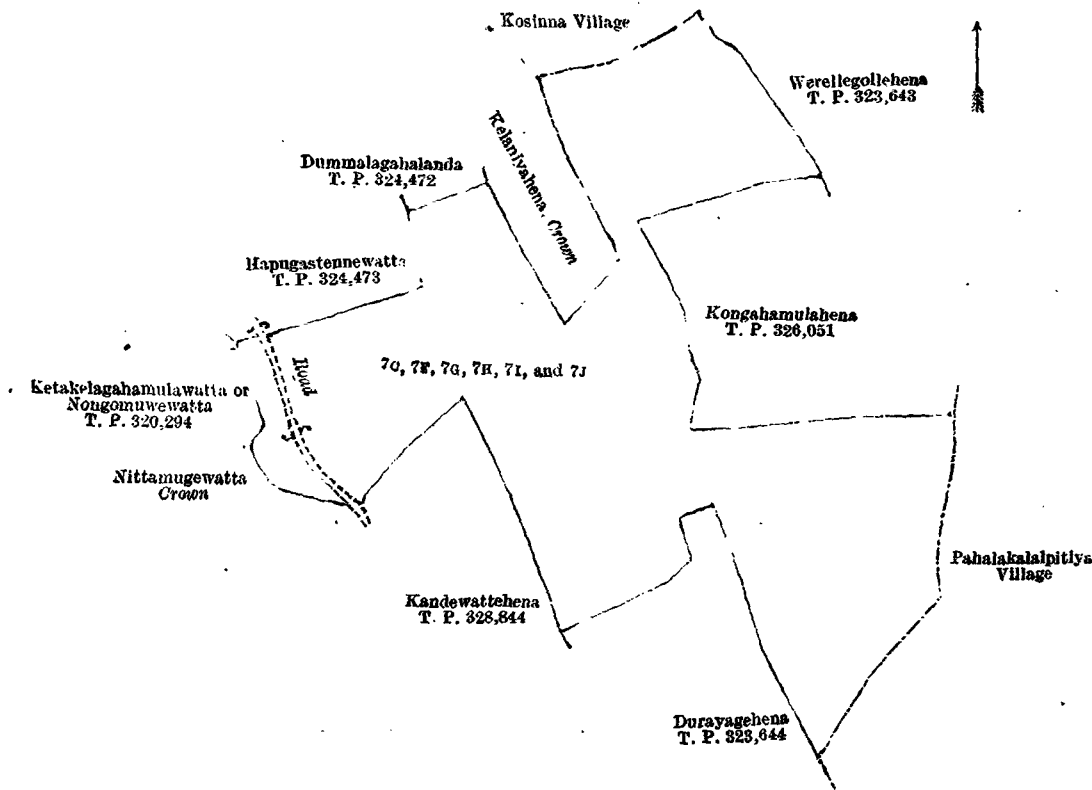 Kosinna Village
Werellegollehena
T. P. 323,643
Kelaniyahena, Crown
Dummalagahalanda
T. P. 324,472
Hapugastennewatta
T. P. 324,473
Kongahamulahena
T. P. 326,051
Road
7C, 7F, 7G, 7H, 7I, and 7J
Ketakelagahamulawatta or
Nongomuwewatta
T. P. 320,294
Nittamugewatta
Crown
Pahalakalalpitiya
Village
Kandewattehena
T. P. 328,844
Durayagehena
T. P. 323,644